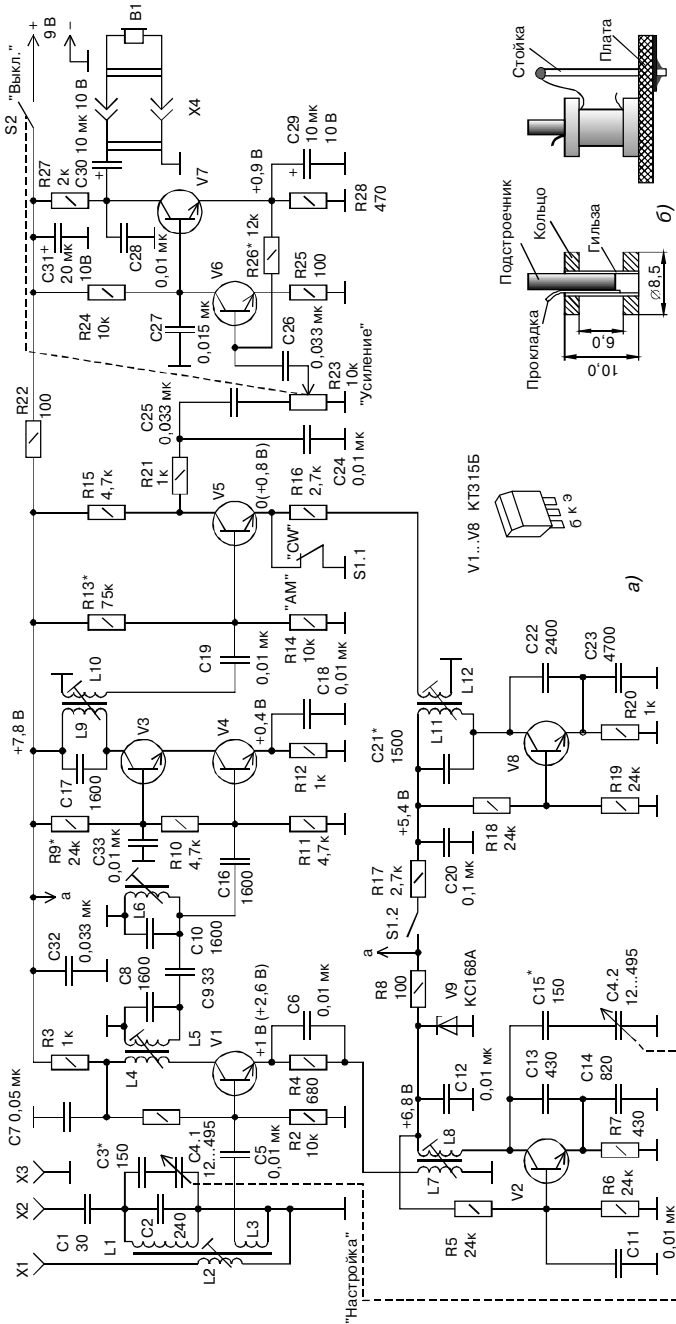 X1
X2
X3
C1
30
L1
L2
L3
C2
240
C3*
150
C4.1
12...495
"Настройка"
C5
0,01 мк
C7 0,05 мк
R3
1к
L4
L5
V1
+1 В (+2,6 В)
R2
10к
R4
680
C6
0,01 мк
C32
0,033 мк
а
C8
1600
C9 33
C10
1600
L6
R9*
24к
C33
0,01 мк
R10
4,7к
C16
1600
R11
4,7к
+7,8 В
C17
1600
L9
L10
V3
V4
+0,4 В
R12
1к
C18
0,01 мк
C19
0,01 мк
R13*
75к
R14
10к
"АМ"
"CW"
S1.1
R15
4,7к
V5
0(+0,8 В)
R16
2,7к
R21
1к
C24
0,01 мк
C25
0,033 мк
R22
100
R23
10к
"Усиление"
C26
0,033 мк
R24
10к
C27
0,015 мк
V6
R25
100
R26* 12к
C31
+
20 мк
10В
C28
0,01 мк
R27
2к
C30 10 мк 10 В
+
V7
+0,9 В
R28
470
C29
10 мк
10 В
+
S2 "Выкл."
+
9 В
-
B1
X4
R5
24к
L7
L8
V2
R6
24к
R7
430
C11
0,01 мк
+6,8 В
C12
0,01 мк
C13
430
C14
820
C15*
150
C4.2
12...495
R8
100
V9
КС168А
а
S1.2
R17
2,7к
C20
0,1 мк
+5,4 В
C21*
1500
L11
L12
R18
24к
V8
R19
24к
R20
1к
C22
2400
C23
4700
V1...V8 КТ315Б
б к э
а)
Прокладка
Подстроечник
Кольцо
Гильза
10,0
6,0
∅8,5
Стойка
Плата
б)